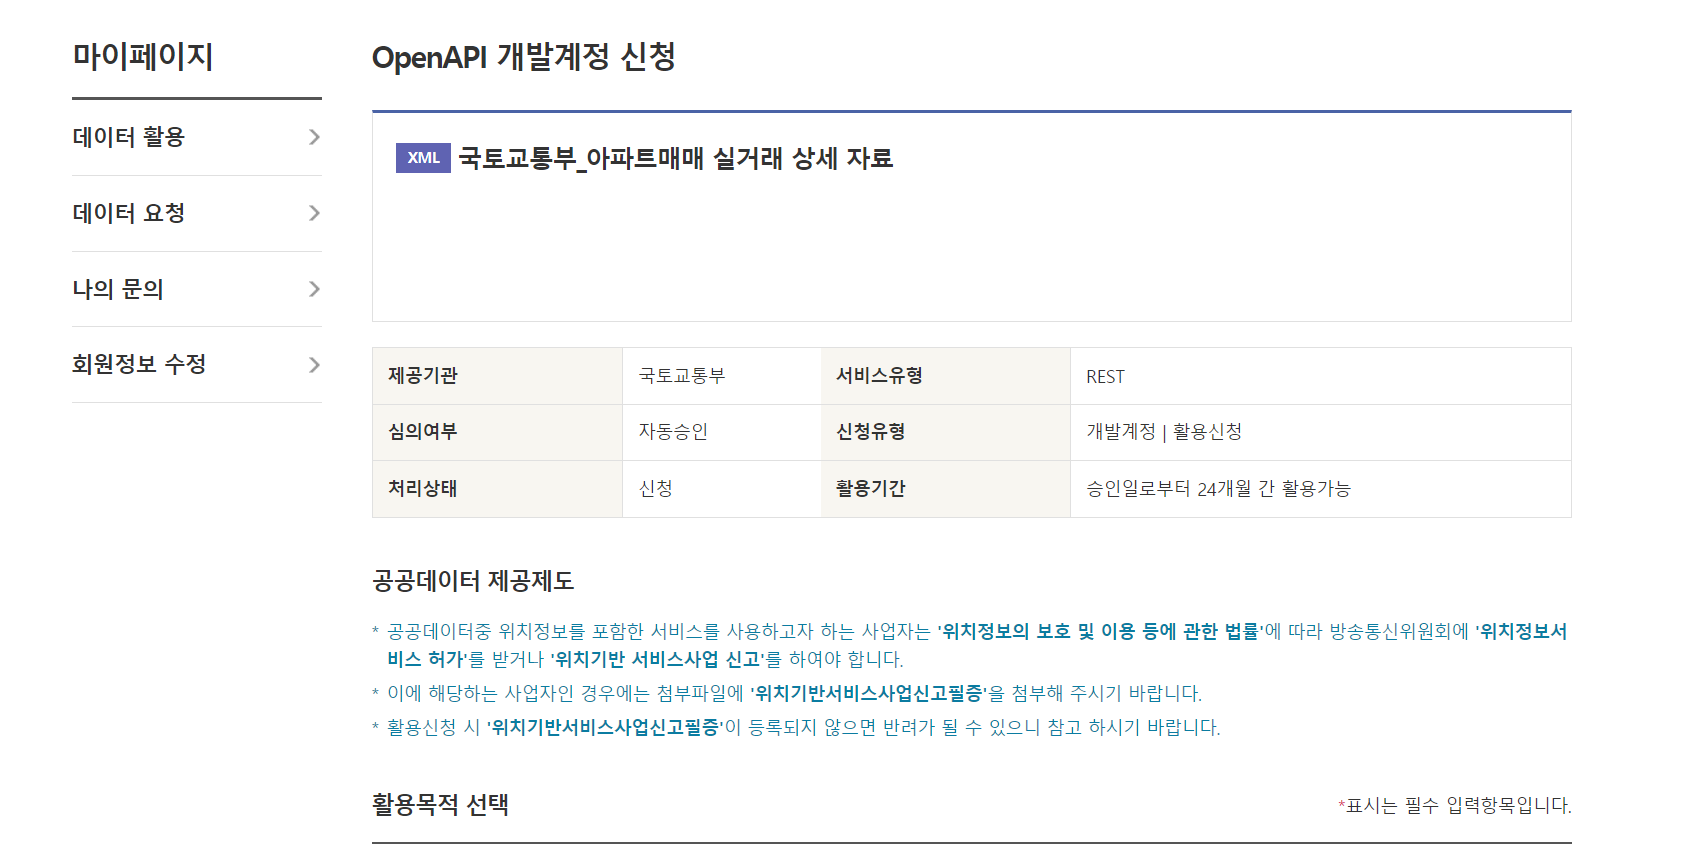 마이페이지
데이터 활용
데이터 요청
나의 문의
회원정보 수정
OpenAPI 개발계정 신청
XML 국토교통부_아파트매매 실거래 상세 자료
제공기관 국토교통부 서비스유형 REST
심의여부 자동승인 신청유형 개발계정 | 활용신청
처리상태 신청 활용기간 승인일로부터 24개월 간 활용가능
공공데이터 제공제도
* 공공데이터중 위치정보를 포함한 서비스를 사용하고자 하는 사업자는 '위치정보의 보호 및 이용 등에 관한 법률'에 따라 방송통신위원회에 '위치정보서
비스 허가'를 받거나 '위치기반 서비스사업 신고'를 하여야 합니다.
* 이에 해당하는 사업자인 경우에는 첨부파일에 '위치기반서비스사업신고필증'을 첨부해 주시기 바랍니다.
* 활용신청 시 '위치기반서비스사업신고필증'이 등록되지 않으면 반려가 될 수 있으니 참고 하시기 바랍니다.
활용목적 선택
*표시는 필수 입력항목입니다.